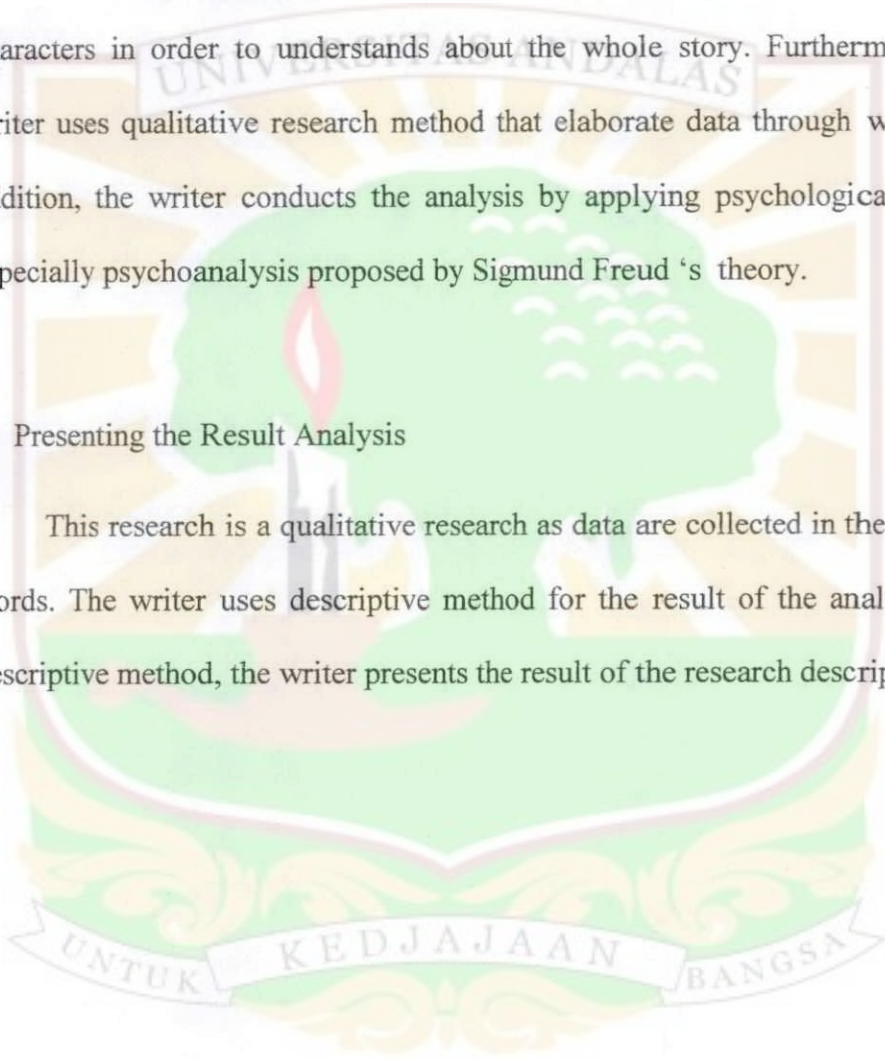 aracters in order to understands about the whole story. Furtherm
UNIVERSITAS ANDALAS
riter uses qualitative research method that elaborate data through w
dition, the writer conducts the analysis by applying psychologica
pecially psychoanalysis proposed by Sigmund Freud ‘s theory.
Presenting the Result Analysis
This research is a qualitative research as data are collected in the
ords. The writer uses descriptive method for the result of the anal
escriptive method, the writer presents the result of the research descrip
UNTUK KEDJAJAAN BANGSA